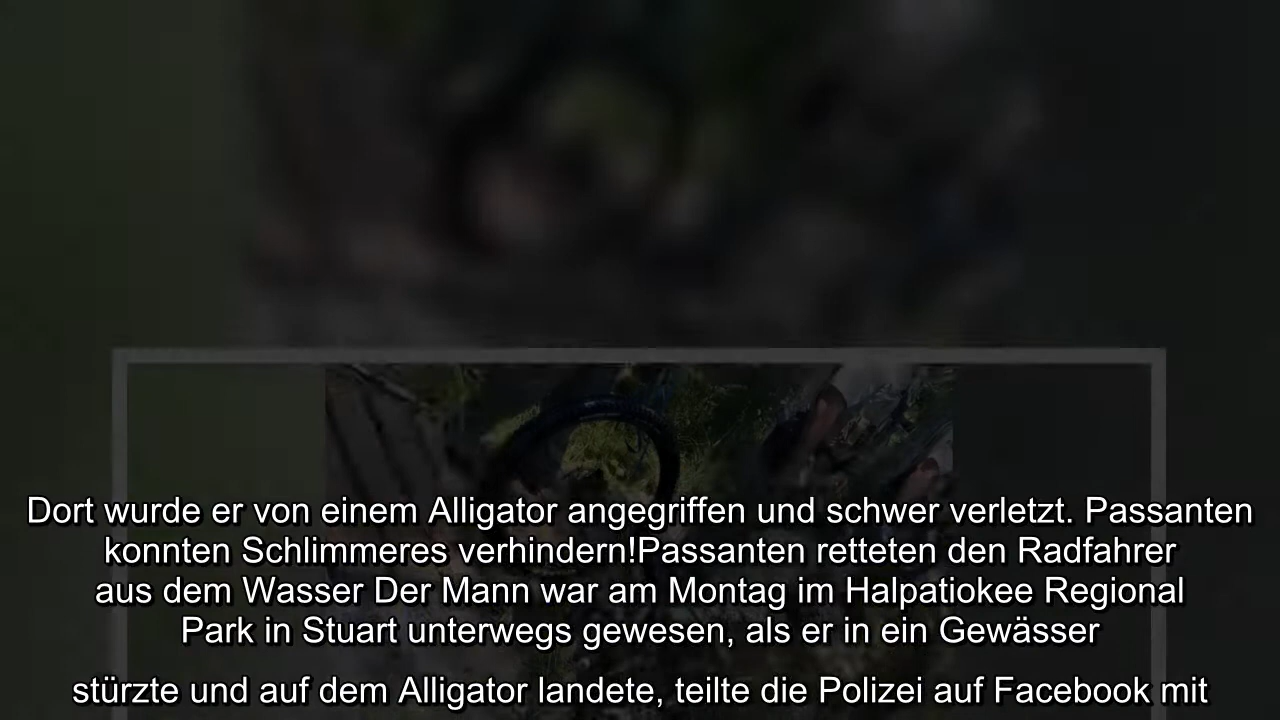 Dort wurde er von einem Alligator angegriffen und schwer verletzt. Passanten
konnten Schlimmeres verhindern!Passanten retteten den Radfahrer
aus dem Wasser Der Mann war am Montag im Halpatiokee Regional
Park in Stuart unterwegs gewesen, als er in ein Gewässer
stürzte und auf dem Alligator landete, teilte die Polizei auf Facebook mit